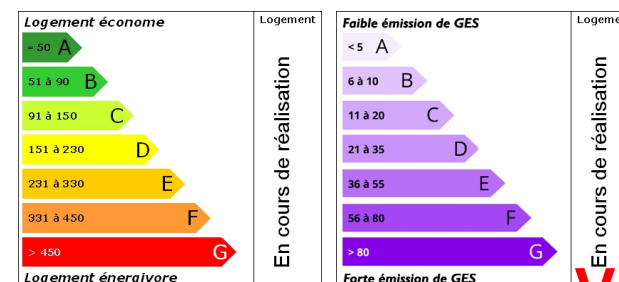 Logement économe
Logement
= 50 A
51 à 90 B
91 à 150 C
151 à 230 D
231 à 330 E
331 à 450 F
> 450 G
Logement énergivore
En cours de réalisation
Faible émission de GES
Logeme
< 5 A
6 à 10 B
11 à 20 C
21 à 35 D
36 à 55 E
56 à 80 F
> 80 G
Forte émission de GES
En cours de réalisation